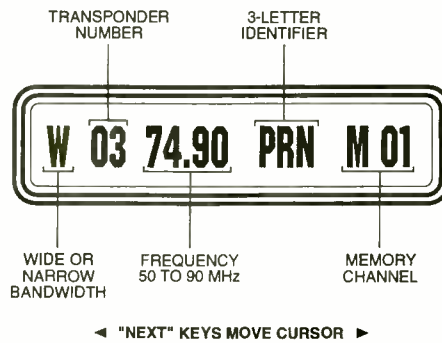 TRANSPONDER
NUMBER
3-LETTER
IDENTIFIER
W 03 74.90 PRN M 01
WIDE OR
NARROW
BANDWIDTH
FREQUENCY
50 TO 90 MHz
MEMORY
CHANNEL
◄ "NEXT" KEYS MOVE CURSOR ►